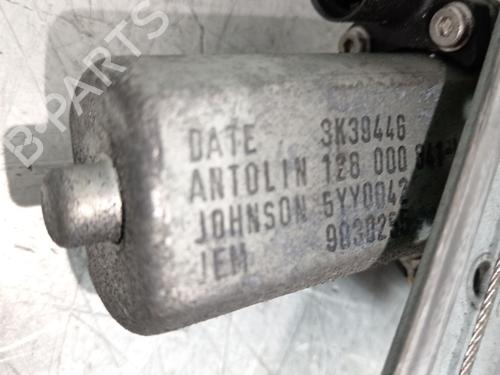 DATE 3K39446
ANTOLIN 128 000
JOHNSON 5YY0042
JEM
B-PARTS